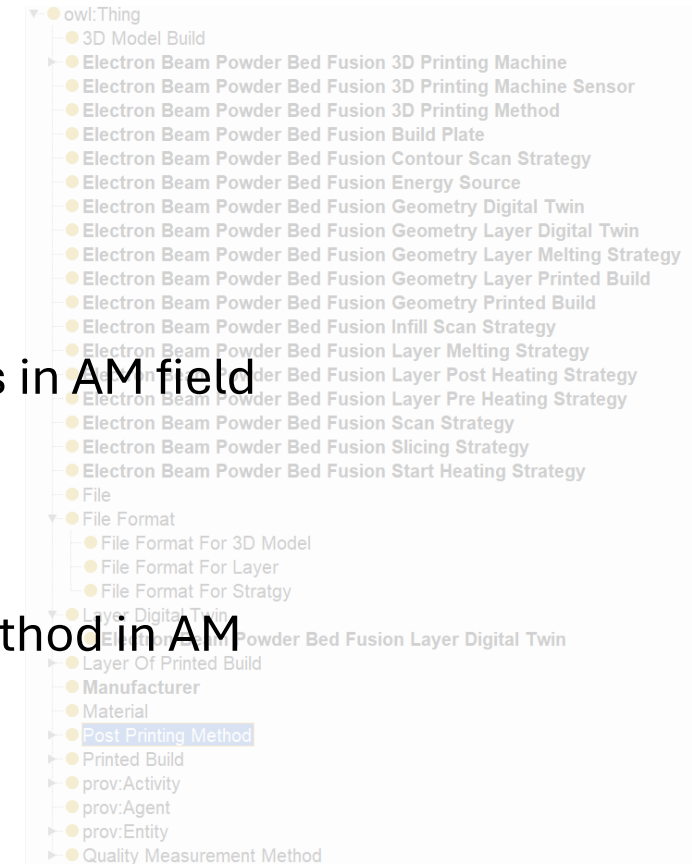 owl:Thing
3D Model Build
Electron Beam Powder Bed Fusion 3D Printing Machine
Electron Beam Powder Bed Fusion 3D Printing Machine Sensor
Electron Beam Powder Bed Fusion 3D Printing Method
Electron Beam Powder Bed Fusion Build Plate
Electron Beam Powder Bed Fusion Contour Scan Strategy
Electron Beam Powder Bed Fusion Energy Source
Electron Beam Powder Bed Fusion Geometry Digital Twin
Electron Beam Powder Bed Fusion Geometry Layer Digital Twin
Electron Beam Powder Bed Fusion Geometry Layer Melting Strategy
Electron Beam Powder Bed Fusion Geometry Layer Printed Build
Electron Beam Powder Bed Fusion Geometry Printed Build
Electron Beam Powder Bed Fusion Infill Scan Strategy
Electron Beam Powder Bed Fusion Layer Melting Strategy
s in AM field
Electron Beam Powder Bed Fusion Layer Post Heating Strategy
Electron Beam Powder Bed Fusion Layer Pre Heating Strategy
Electron Beam Powder Bed Fusion Scan Strategy
Electron Beam Powder Bed Fusion Slicing Strategy
Electron Beam Powder Bed Fusion Start Heating Strategy
File
File Format
File Format For 3D Model
File Format For Layer
File Format For Stratgy
Layer Digital Twin
thod in AM
Electron Beam Powder Bed Fusion Layer Digital Twin
Layer Of Printed Build
Manufacturer
Material
Post Printing Method
Printed Build
prov:Activity
prov:Agent
prov:Entity
Quality Measurement Method